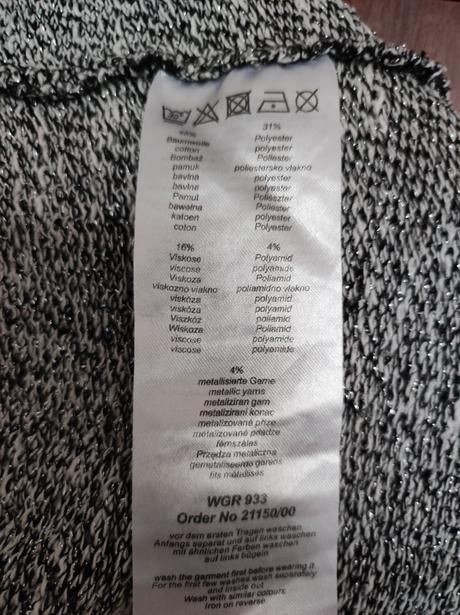 45%
Baumwolle
cotton
Bombaž
pamuk
bavlna
bavlna
Pamut
bawełna
katoen
coton
31%
Polyester
polyester
Poliester
poliestersko vlakno
polyester
polyester
Poliészter
Poliester
polyester
Polyester
16%
Viskose
viscose
Viskoza
viskozno vlakno
viskóza
viskóza
Viszkóz
Wiskoza
viscose
viscose
4%
Polyamid
polyamide
Poliamid
poliamidno vlakno
polyamid
polyamid
poliamid
Poliamid
polyamide
polyamide
4%
metallisierte Garne
metallic yarns
metaliziran garn
metalizirani konac
metalizované příze
metalizované priadze
fémszálas
Przędza metaliczna
gemetaliseerde garens
fils métallisés
WGR 933
Order No 21150/00
vor dem ersten Tragen waschen
Anfangs separat und auf links waschen
mit ähnlichen Farben waschen
auf links bügeln
wash the garment first before wearing it
For the first few washes wash separately
and inside out
Wash with similar colours
Iron on reverse